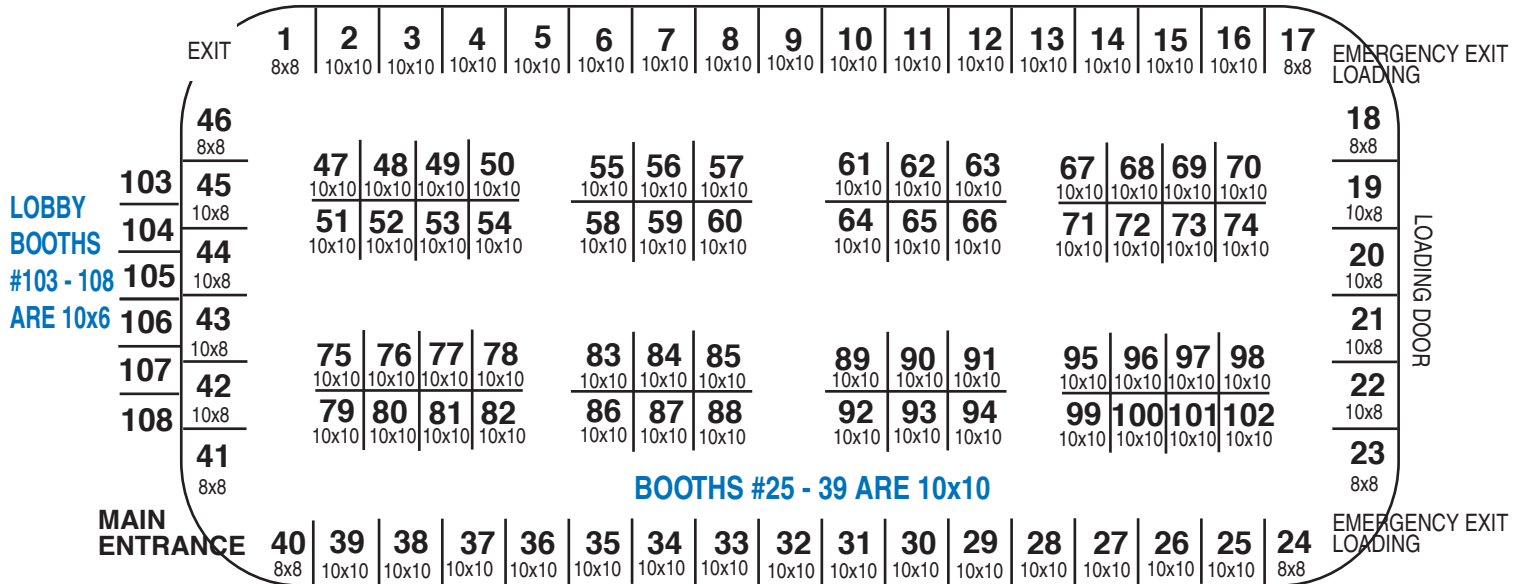 EXIT
1 2 3 4 5 6 7 8 9 10 11 12 13 14 15 16 17
8x8 10x10 10x10 10x10 10x10 10x10 10x10 10x10 10x10 10x10 10x10 10x10 10x10 10x10 10x10 10x10 8x8
EMERGENCY EXIT
LOADING
46
8x8
45
10x8
44
10x8
43
10x8
42
10x8
41
8x8
103
104
105
106
107
108
LOBBY
BOOTHS
#103 - 108
ARE 10x6
47 48 49 50
10x10 10x10 10x10 10x10
51 52 53 54
10x10 10x10 10x10 10x10
55 56 57
10x10 10x10 10x10
58 59 60
10x10 10x10 10x10
61 62 63
10x10 10x10 10x10
64 65 66
10x10 10x10 10x10
67 68 69 70
10x10 10x10 10x10 10x10
71 72 73 74
10x10 10x10 10x10 10x10
18
8x8
19
10x8
20
10x8
21
10x8
22
10x8
23
8x8
LOADING DOOR
75 76 77 78
10x10 10x10 10x10 10x10
79 80 81 82
10x10 10x10 10x10 10x10
83 84 85
10x10 10x10 10x10
86 87 88
10x10 10x10 10x10
89 90 91
10x10 10x10 10x10
92 93 94
10x10 10x10 10x10
95 96 97 98
10x10 10x10 10x10 10x10
99 100 101 102
10x10 10x10 10x10 10x10
BOOTHS #25 - 39 ARE 10x10
MAIN
ENTRANCE
40 39 38 37 36 35 34 33 32 31 30 29 28 27 26 25 24
8x8 10x10 10x10 10x10 10x10 10x10 10x10 10x10 10x10 10x10 10x10 10x10 10x10 10x10 10x10 10x10 8x8
EMERGENCY EXIT
LOADING